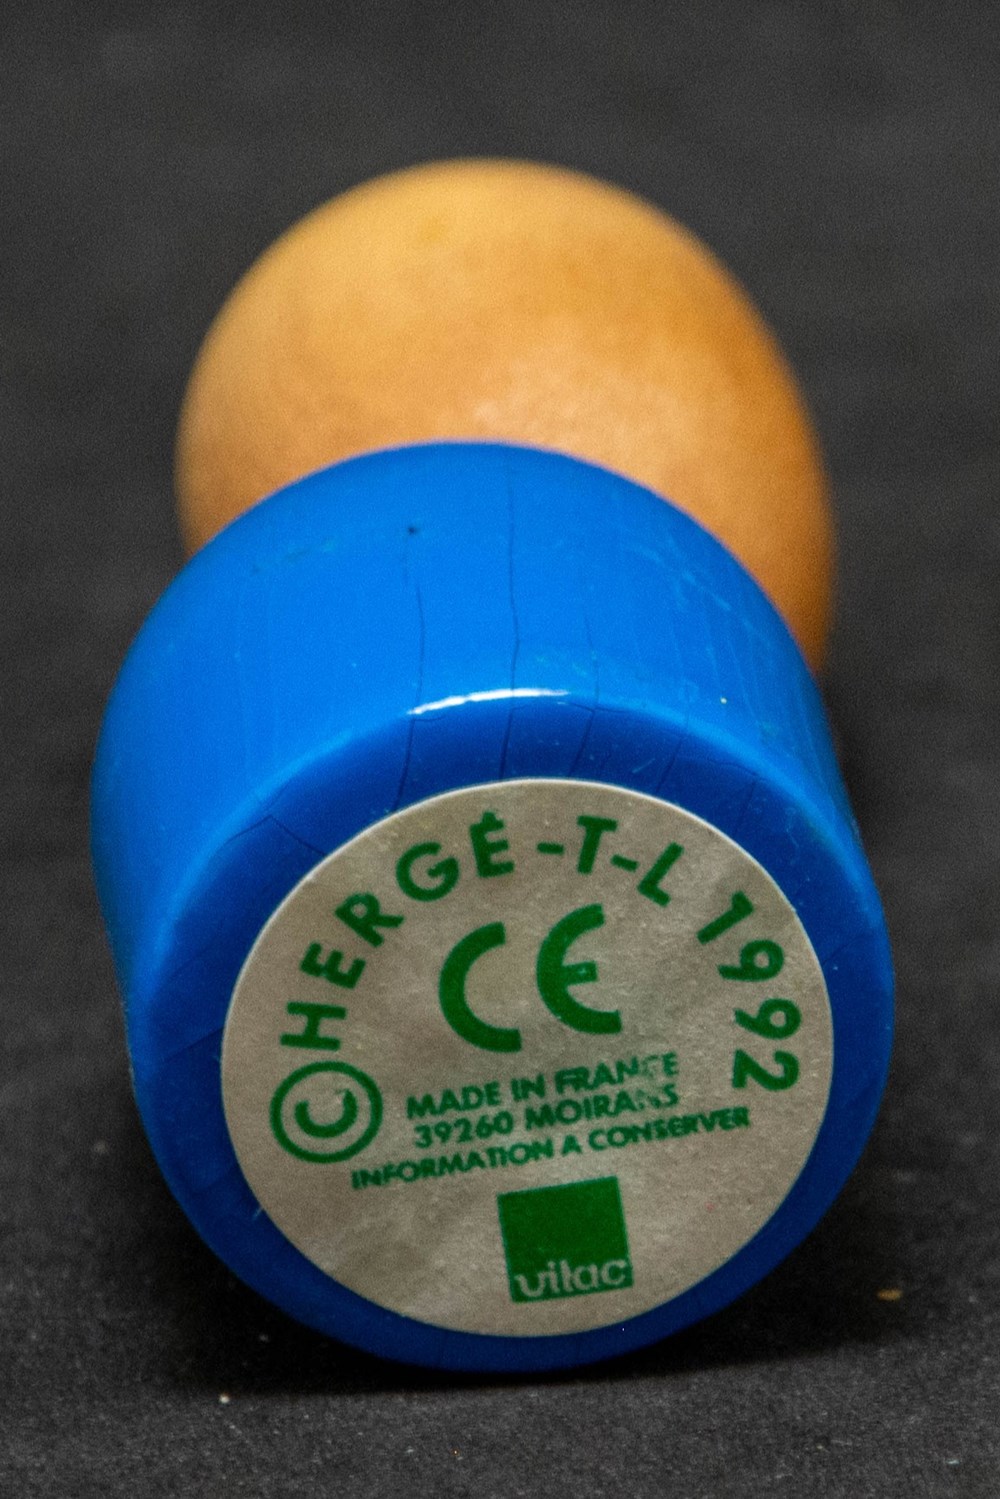 © HERGÉ-T-L 1992
CE
MADE IN FRANCE
39260 MOIRANS
INFORMATION A CONSERVER
vilac